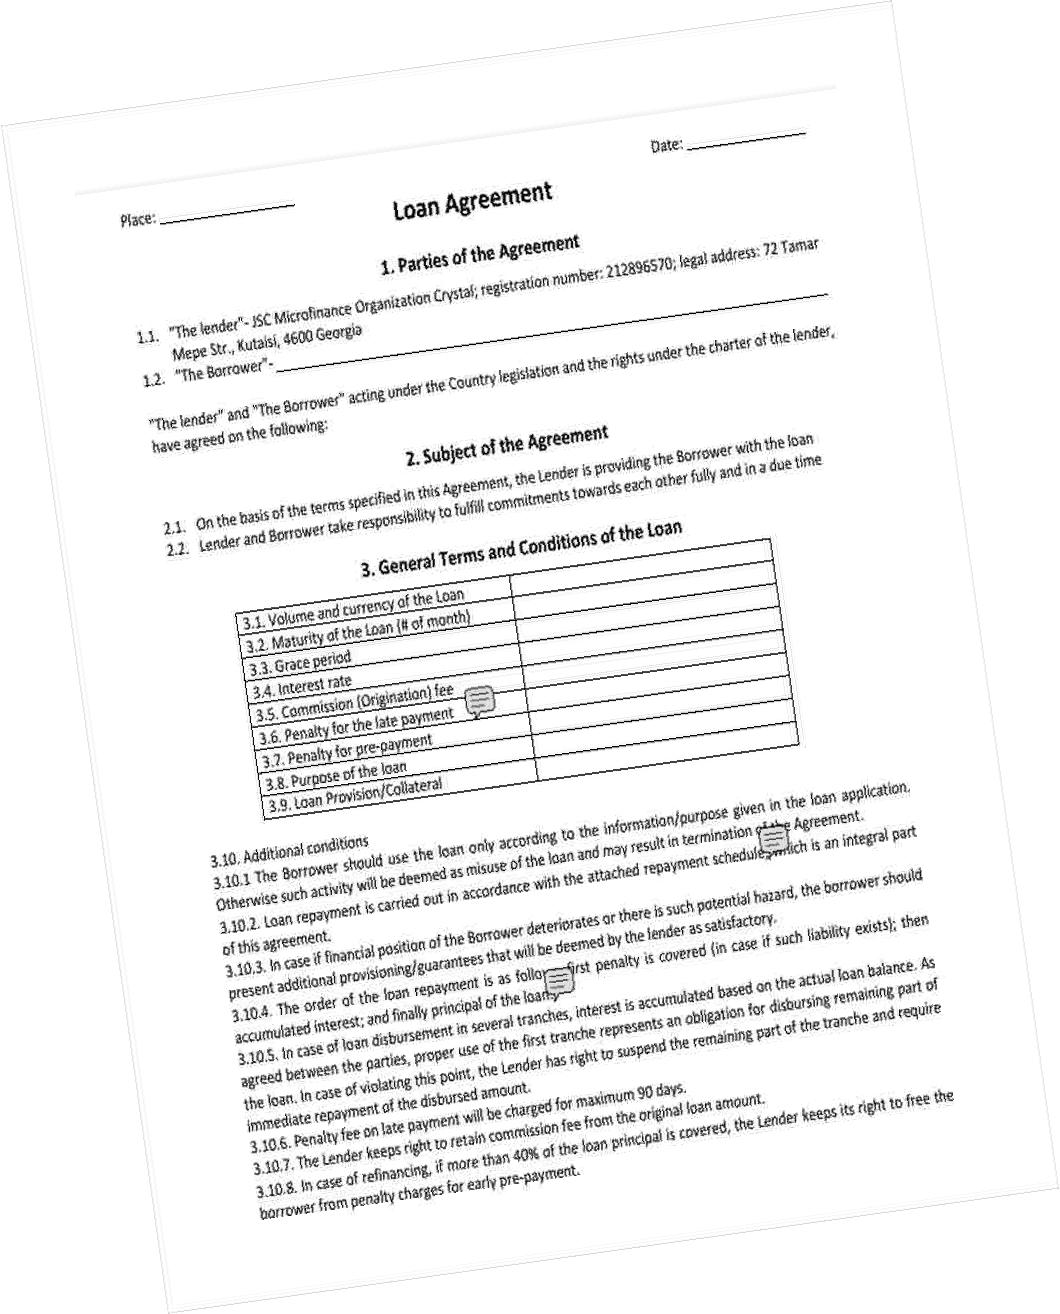 Date: ____________
Place: ____________
Loan Agreement
1. Parties of the Agreement
1.1. "The lender"- JSC Microfinance Organization Crystal; registration number: 212896570; legal address: 72 Tamar
Mepe Str., Kutaisi, 4600 Georgia
1.2. "The Borrower"- ____________
"The lender" and "The Borrower" acting under the Country legislation and the rights under the charter of the lender,
have agreed on the following:
2. Subject of the Agreement
2.1. On the basis of the terms specified in this Agreement, the Lender is providing the Borrower with the loan
2.2. Lender and Borrower take responsibility to fulfill commitments towards each other fully and in a due time
3. General Terms and Conditions of the Loan
3.1. Volume and currency of the Loan
3.2. Maturity of the Loan (# of month)
3.3. Grace period
3.4. Interest rate
3.5. Commission (Origination) fee
3.6. Penalty for the late payment
3.7. Penalty for pre-payment
3.8. Purpose of the loan
3.9. Loan Provision/Collateral
3.10. Additional conditions
3.10.1 The Borrower should use the loan only according to the information/purpose given in the loan application.
Otherwise such activity will be deemed as misuse of the loan and may result in termination of the Agreement.
3.10.2. Loan repayment is carried out in accordance with the attached repayment schedule, which is an integral part
of this agreement.
3.10.3. In case if financial position of the Borrower deteriorates or there is such potential hazard, the borrower should
present additional provisioning/guarantees that will be deemed by the lender as satisfactory.
3.10.4. The order of the loan repayment is as follow first penalty is covered (in case if such liability exists); then
accumulated interest; and finally principal of the loan
3.10.5. In case of loan disbursement in several tranches, interest is accumulated based on the actual loan balance. As
agreed between the parties, proper use of the first tranche represents an obligation for disbursing remaining part of
the loan. In case of violating this point, the Lender has right to suspend the remaining part of the tranche and require
immediate repayment of the disbursed amount.
3.10.6. Penalty fee on late payment will be charged for maximum 90 days.
3.10.7. The Lender keeps right to retain commission fee from the original loan amount.
3.10.8. In case of refinancing, if more than 40% of the loan principal is covered, the Lender keeps its right to free the
borrower from penalty charges for early pre-payment.